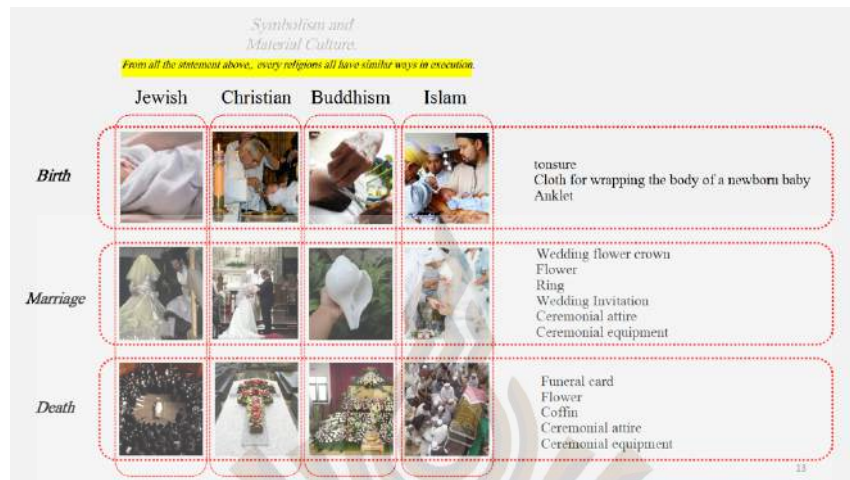 Symbolism and
Material Culture.
From all the statement above,, every religions all have similar ways in execution.
Jewish Christian Buddhism Islam
Birth
tonsure
Cloth for wrapping the body of a newborn baby
Anklet
Marriage
Wedding flower crown
Flower
Ring
Wedding Invitation
Ceremonial attire
Ceremonial equipment
Death
Funeral card
Flower
Coffin
Ceremonial attire
Ceremonial equipment
13